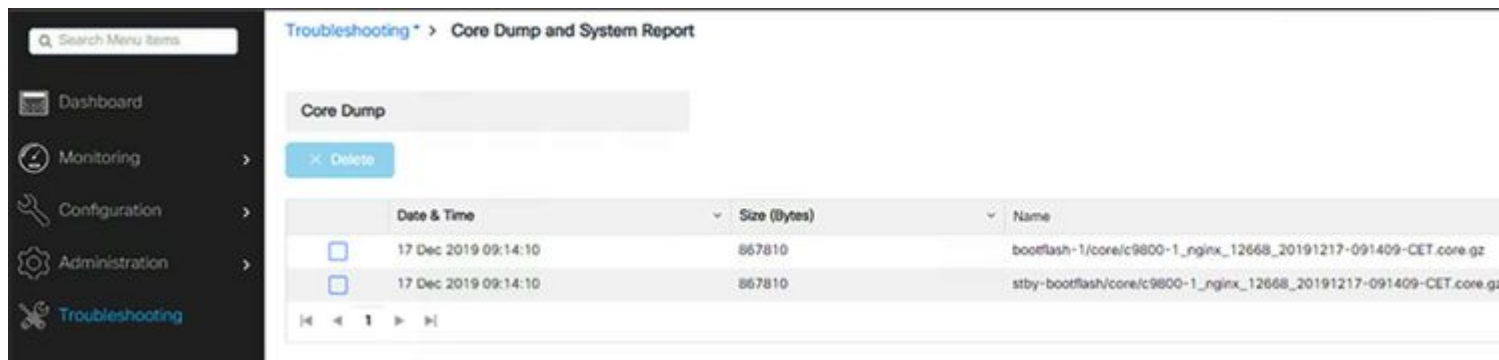 Search Menu Items
Dashboard
Monitoring
Configuration
Administration
Troubleshooting
Troubleshooting * > Core Dump and System Report
Core Dump
× Delete
Date & Time Size (Bytes) Name
17 Dec 2019 09:14:10 867810 bootflash-1/core/c9800-1_nginx_12668_20191217-091409-CET.core.gz
17 Dec 2019 09:14:10 867810 stby-bootflash/core/c9800-1_nginx_12668_20191217-091409-CET.core.gz
1